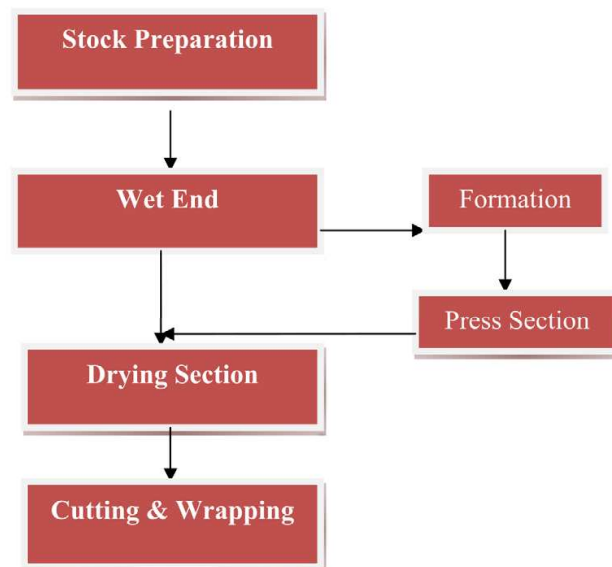 Stock Preparation
Wet End
Formation
Press Section
Drying Section
Cutting & Wrapping